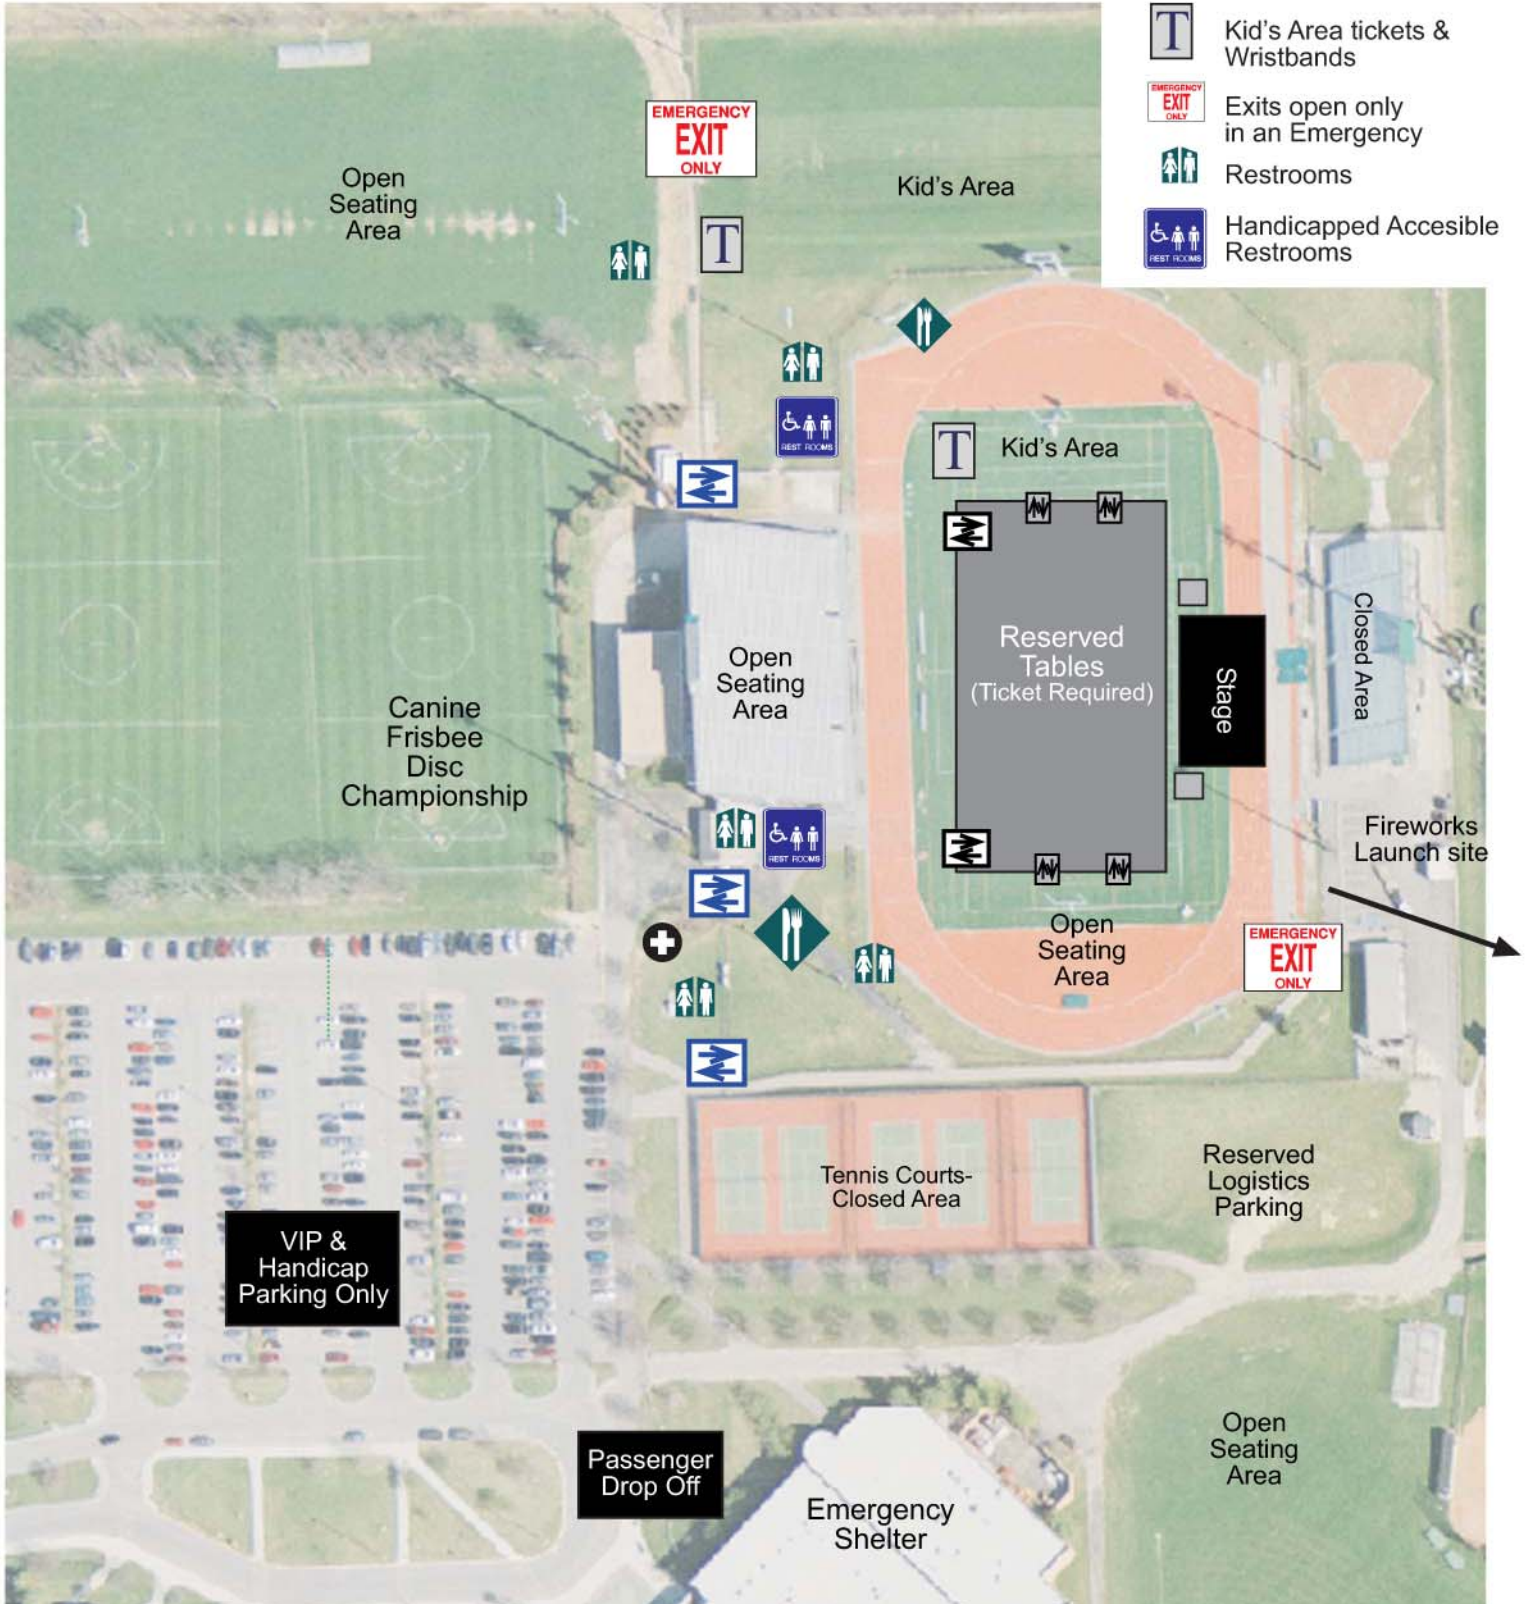 T
Kid's Area tickets &
Wristbands
EMERGENCY
EXIT
ONLY
Exits open only
in an Emergency
Restrooms
REST ROOMS
Handicapped Accesible
Restrooms
EMERGENCY
EXIT
ONLY
Open
Seating
Area
Kid's Area
T
REST ROOMS
T
Kid's Area
Open
Seating
Area
Reserved
Tables
(Ticket Required)
Stage
Closed Area
Canine
Frisbee
Disc
Championship
REST ROOMS
Fireworks
Launch site
Open
Seating
Area
EMERGENCY
EXIT
ONLY
Tennis Courts-
Closed Area
Reserved
Logistics
Parking
VIP &
Handicap
Parking Only
Passenger
Drop Off
Emergency
Shelter
Open
Seating
Area